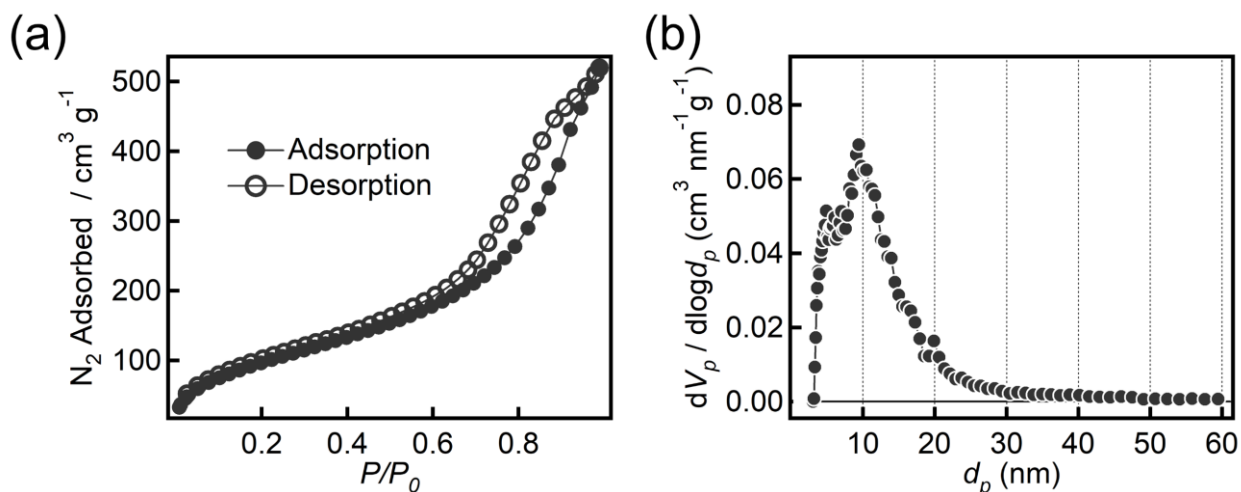 (a)
N₂ Adsorbed / cm³ g⁻¹
500
400
300
200
100
Adsorption
Desorption
0.2 0.4 0.6 0.8
P/P₀
(b)
dVₚ / dlogdₚ (cm³ nm⁻¹g⁻¹)
0.08
0.06
0.04
0.02
0.00
10 20 30 40 50 60
dₚ (nm)